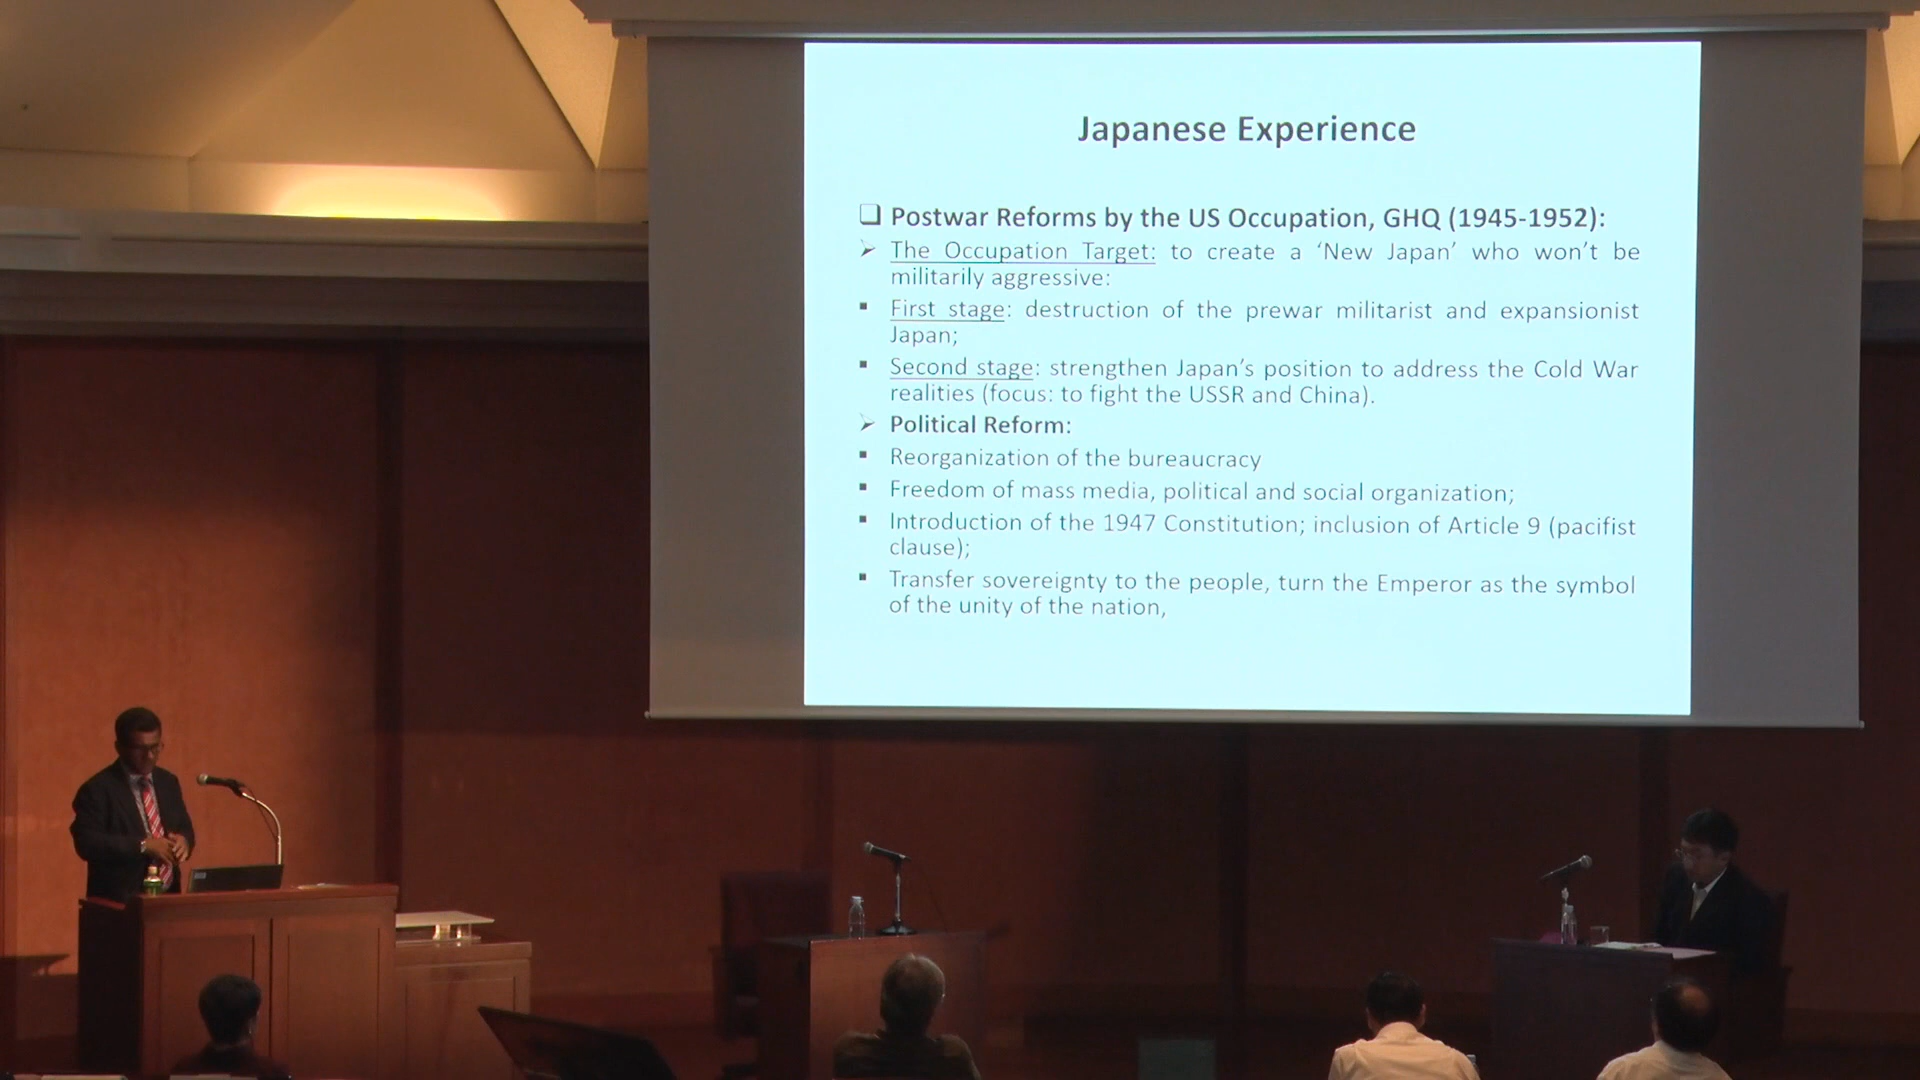 Japanese Experience
❑ Postwar Reforms by the US Occupation, GHQ (1945-1952):
➢ The Occupation Target: to create a ‘New Japan’ who won’t be
militarily aggressive:
▪ First stage: destruction of the prewar militarist and expansionist
Japan;
▪ Second stage: strengthen Japan’s position to address the Cold War
realities (focus: to fight the USSR and China).
➢ Political Reform:
▪ Reorganization of the bureaucracy
▪ Freedom of mass media, political and social organization;
▪ Introduction of the 1947 Constitution; inclusion of Article 9 (pacifist
clause);
▪ Transfer sovereignty to the people, turn the Emperor as the symbol
of the unity of the nation,